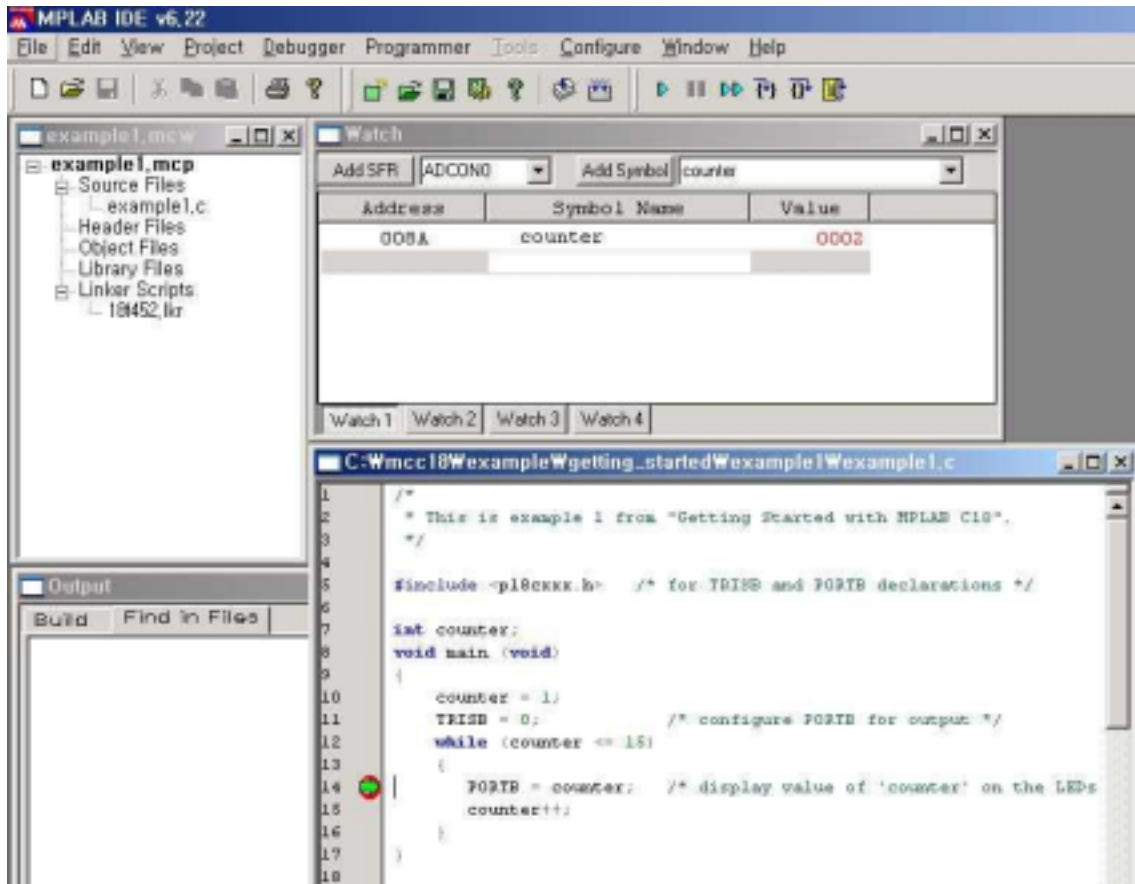 MPLAB IDE v6.22
File Edit View Project Debugger Programmer Tools Configure Window Help
example1.mcw
example1.mcp
Source Files
example1.c
Header Files
Object Files
Library Files
Linker Scripts
18f452.lkr
Watch
Add SFR ADCON0 Add Symbol counter
Address Symbol Name Value
008A counter 0002
Watch 1 Watch 2 Watch 3 Watch 4
Output
Build Find in Files
C:₩mcc18₩example₩getting_started₩example1₩example1.c
1 /*
2 * This is example 1 from "Getting Started with MPLAB C18".
3 */
4
5 #include <p18cxxx.h> /* for TRISB and PORTB declarations */
6
7 int counter;
8 void main (void)
9 {
10 counter = 1;
11 TRISB = 0; /* configure PORTB for output */
12 while (counter <= 15)
13 {
14 PORTB = counter; /* display value of 'counter' on the LEDs
15 counter++;
16 }
17 }
18